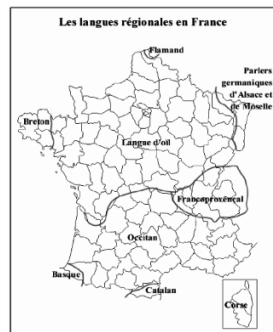 Les langues régionales en France
Flamand
Parlers
germaniques
d'Alsace et
de Moselle
Breton
Langue d'oïl
Francoprovençal
Occitan
Basque
Catalan
Corse